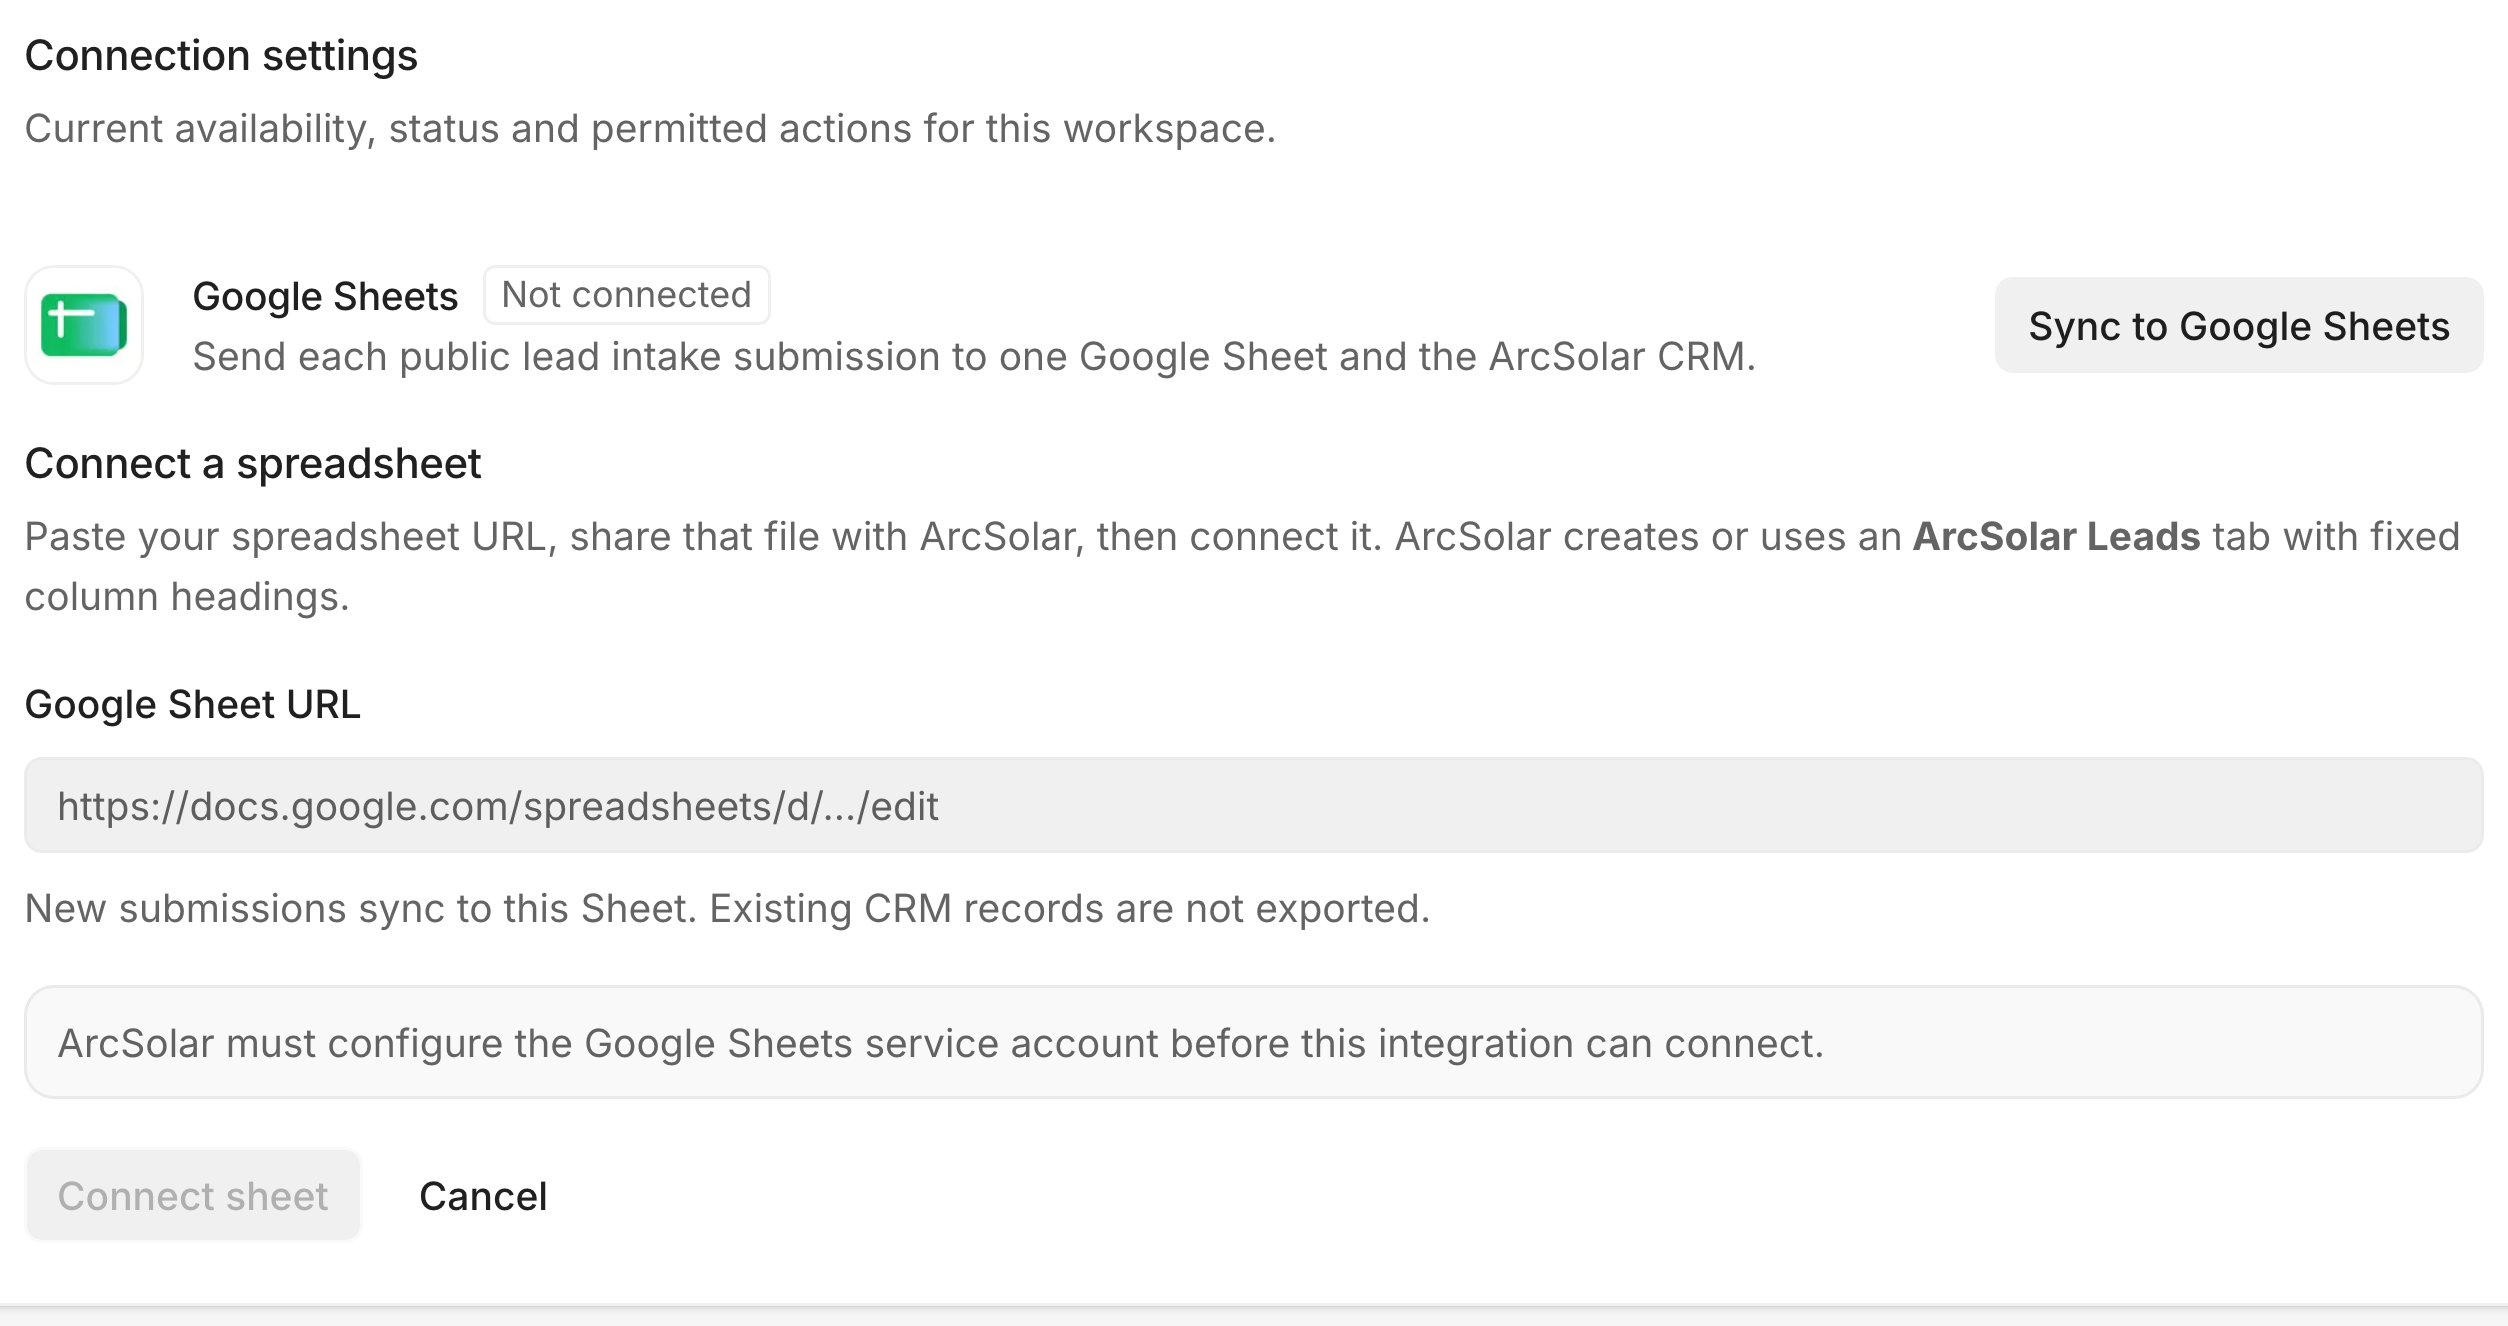 Connection settings
Current availability, status and permitted actions for this workspace.
Google Sheets
Not connected
Send each public lead intake submission to one Google Sheet and the ArcSolar CRM.
Sync to Google Sheets
Connect a spreadsheet
Paste your spreadsheet URL, share that file with ArcSolar, then connect it. ArcSolar creates or uses an ArcSolar Leads tab with fixed
column headings.
Google Sheet URL
https://docs.google.com/spreadsheets/d/.../edit
New submissions sync to this Sheet. Existing CRM records are not exported.
ArcSolar must configure the Google Sheets service account before this integration can connect.
Connect sheet
Cancel